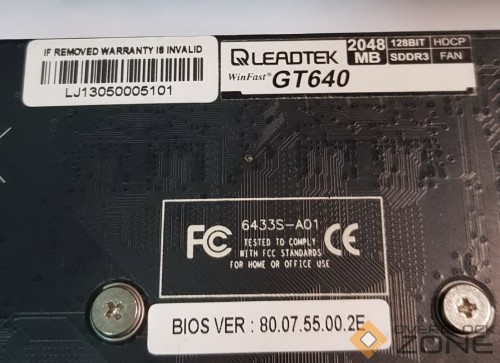 IF REMOVED WARRANTY IS INVALID
LJ13050005101
LEADTEK
2048 MB
128BIT
HDCP
SDDR3
FAN
WinFast® GT640
FC
CE
6433S-A01
TESTED TO COMPLY
WITH FCC STANDARDS
FOR HOME OR OFFICE USE
BIOS VER : 80.07.55.00.2E
OVERCLOCK
ZONE